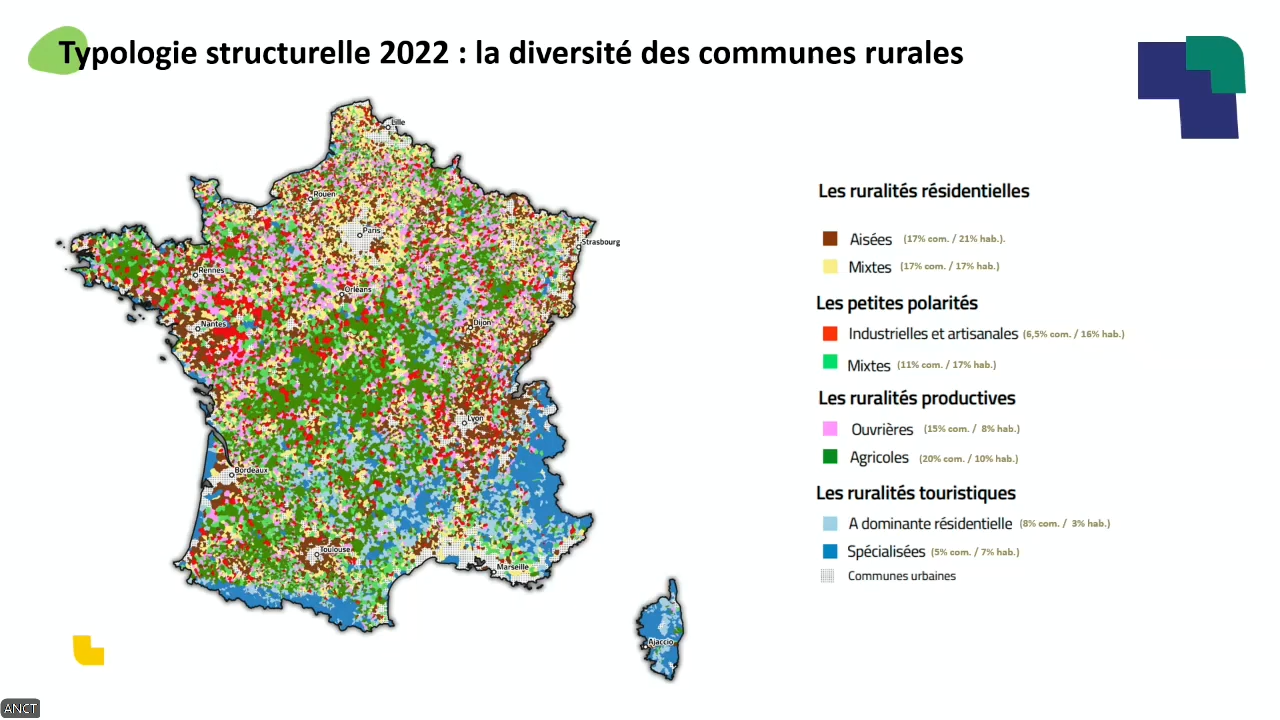 Typologie structurelle 2022 : la diversité des communes rurales
Lille
Rouen
Paris
Strasbourg
Rennes
Orléans
Nantes
Dijon
Lyon
Bordeaux
Toulouse
Marseille
Ajaccio
Les ruralités résidentielles
Aisées (17% com. / 21% hab.).
Mixtes (17% com. / 17% hab.)
Les petites polarités
Industrielles et artisanales (6,5% com. / 16% hab.)
Mixtes (11% com. / 17% hab.)
Les ruralités productives
Ouvrières (15% com. / 8% hab.)
Agricoles (20% com. / 10% hab.)
Les ruralités touristiques
A dominante résidentielle (8% com. / 3% hab.)
Spécialisées (5% com. / 7% hab.)
Communes urbaines
ANCT